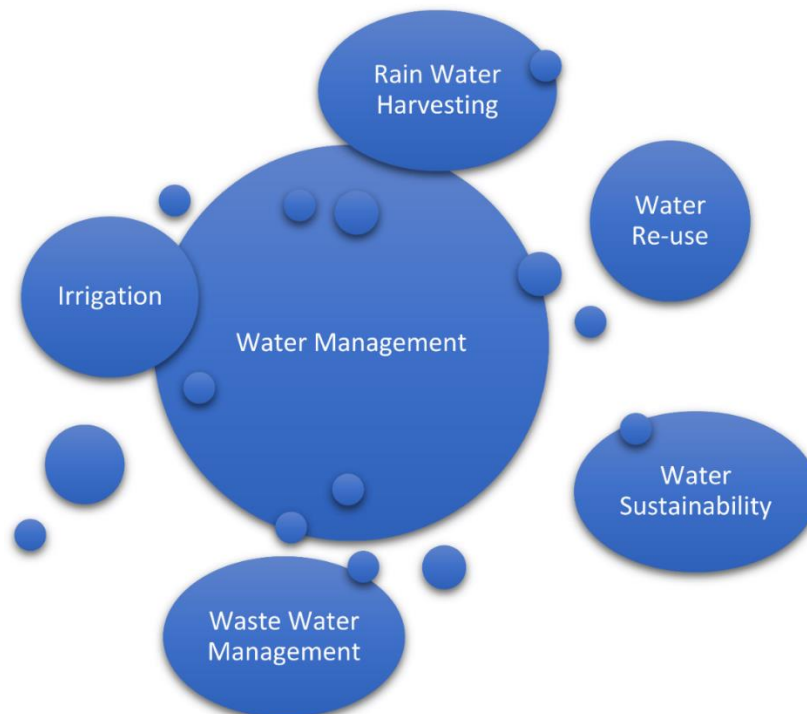 Rain Water
Harvesting
Water
Re-use
Irrigation
Water Management
Water
Sustainability
Waste Water
Management